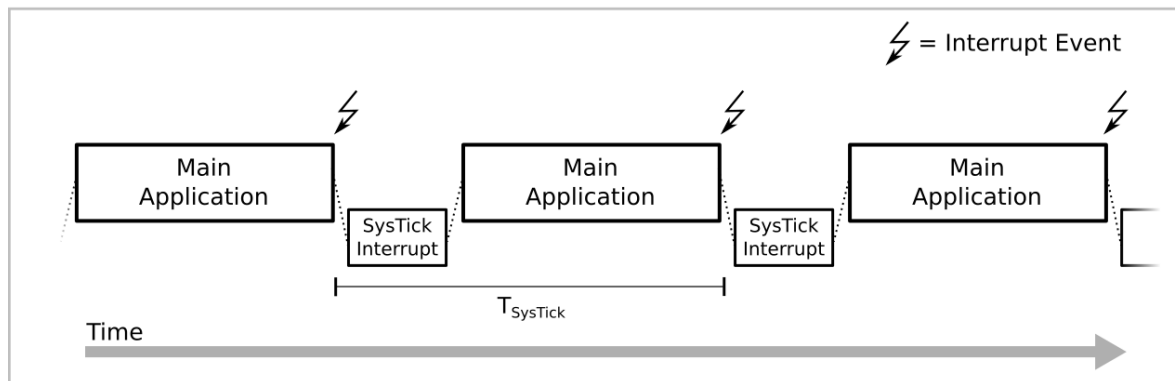 = Interrupt Event
Main
Application
Main
Application
Main
Application
SysTick
Interrupt
SysTick
Interrupt
TSysTick
Time